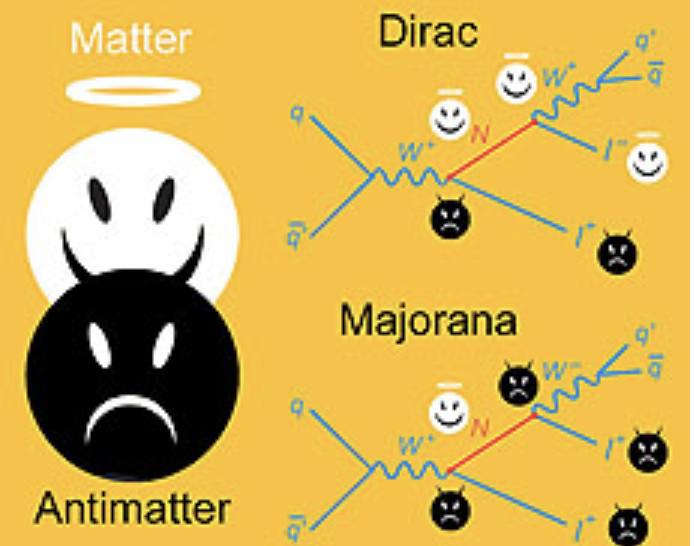 Matter
Antimatter
Dirac
q
q̅'
W⁺
N
W⁺
q'
q̅
l⁻
l⁺
Majorana
q
q̅'
W⁺
N
W⁻
q'
q̅
l⁺
l⁺